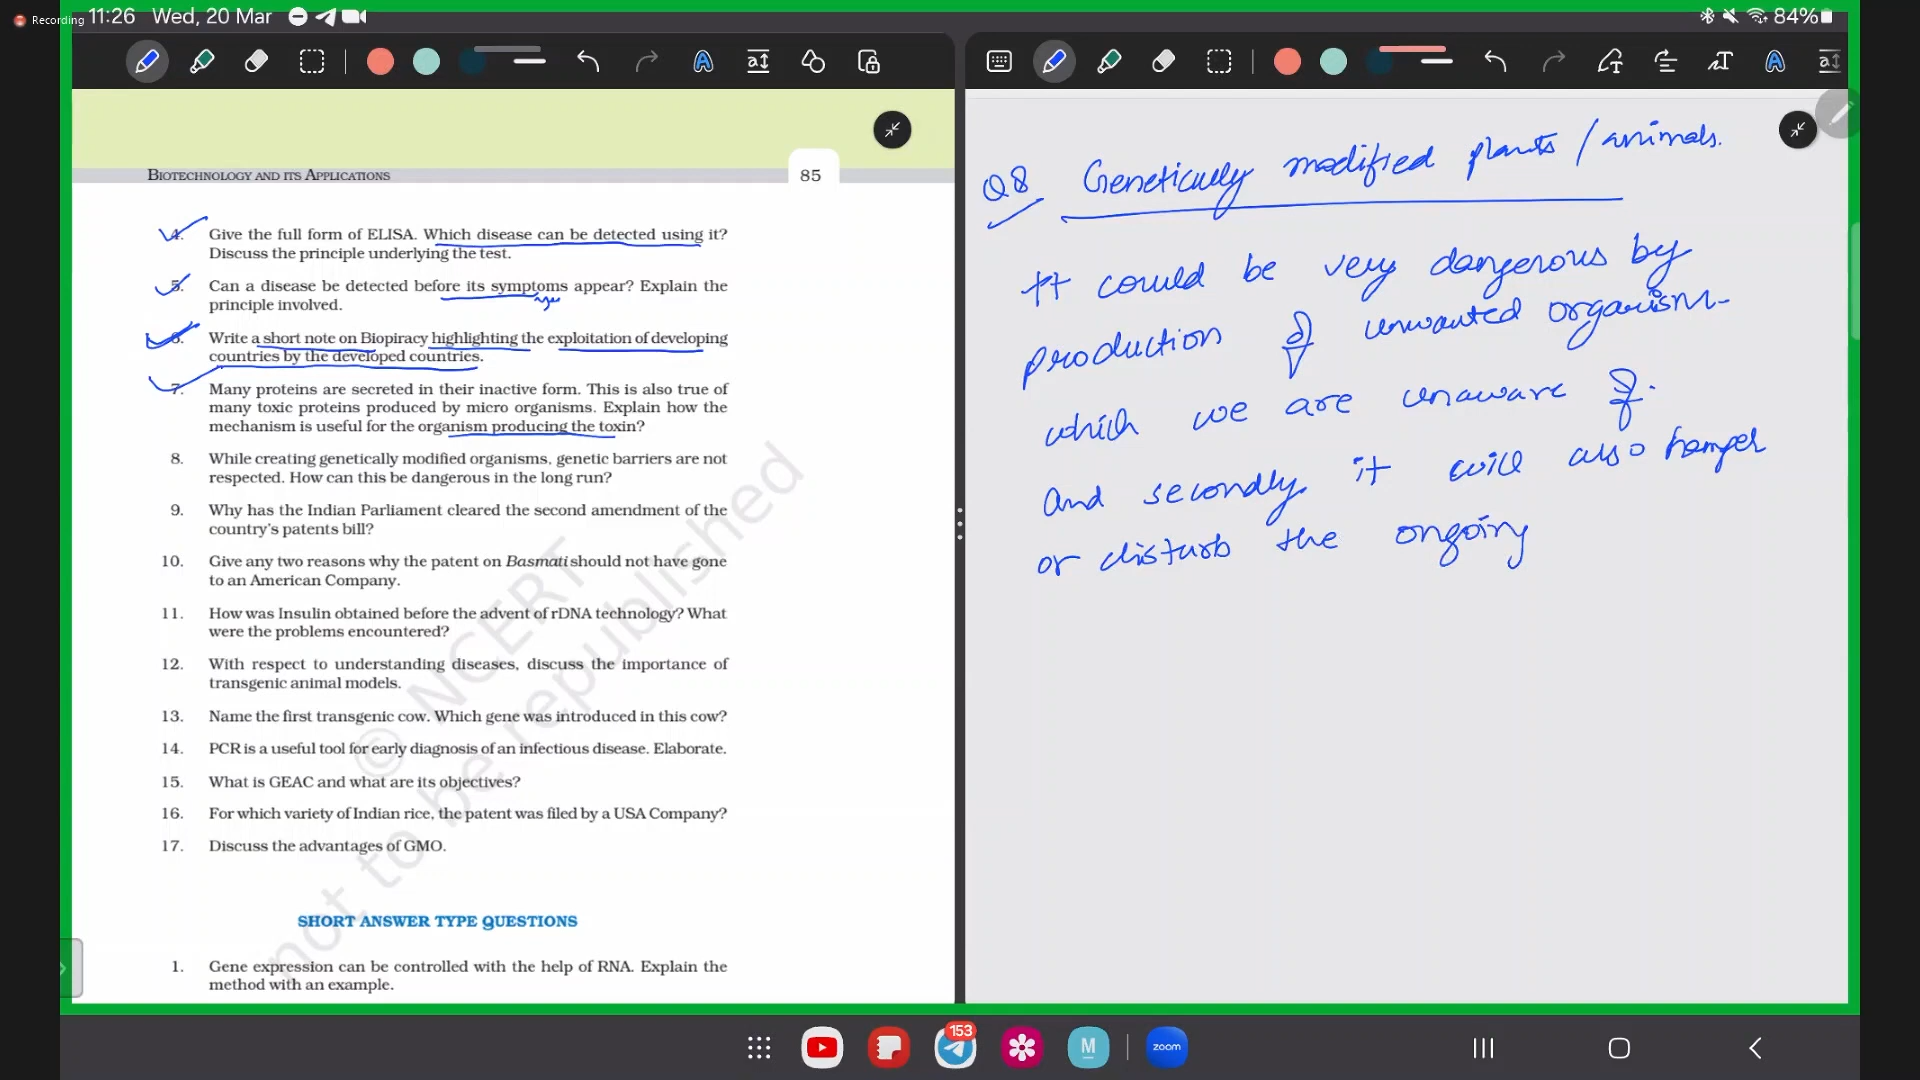 Recording
11:26 Wed, 20 Mar
84%
BIOTECHNOLOGY AND ITS APPLICATIONS
85
4. Give the full form of ELISA. Which disease can be detected using it?
Discuss the principle underlying the test.
5. Can a disease be detected before its symptoms appear? Explain the
principle involved.
6. Write a short note on Biopiracy highlighting the exploitation of developing
countries by the developed countries.
7. Many proteins are secreted in their inactive form. This is also true of
many toxic proteins produced by micro organisms. Explain how the
mechanism is useful for the organism producing the toxin?
8. While creating genetically modified organisms, genetic barriers are not
respected. How can this be dangerous in the long run?
9. Why has the Indian Parliament cleared the second amendment of the
country's patents bill?
10. Give any two reasons why the patent on Basmati should not have gone
to an American Company.
11. How was Insulin obtained before the advent of rDNA technology? What
were the problems encountered?
12. With respect to understanding diseases, discuss the importance of
transgenic animal models.
13. Name the first transgenic cow. Which gene was introduced in this cow?
14. PCR is a useful tool for early diagnosis of an infectious disease. Elaborate.
15. What is GEAC and what are its objectives?
16. For which variety of Indian rice, the patent was filed by a USA Company?
17. Discuss the advantages of GMO.
SHORT ANSWER TYPE QUESTIONS
1. Gene expression can be controlled with the help of RNA. Explain the
method with an example.
© NCERT
not to be republished
Q8 Genetically modified plants / animals.
It could be very dangerous by
production of unwanted organism
which we are unaware of.
and secondly it will also hamper
or disturb the ongoing
153
M
zoom